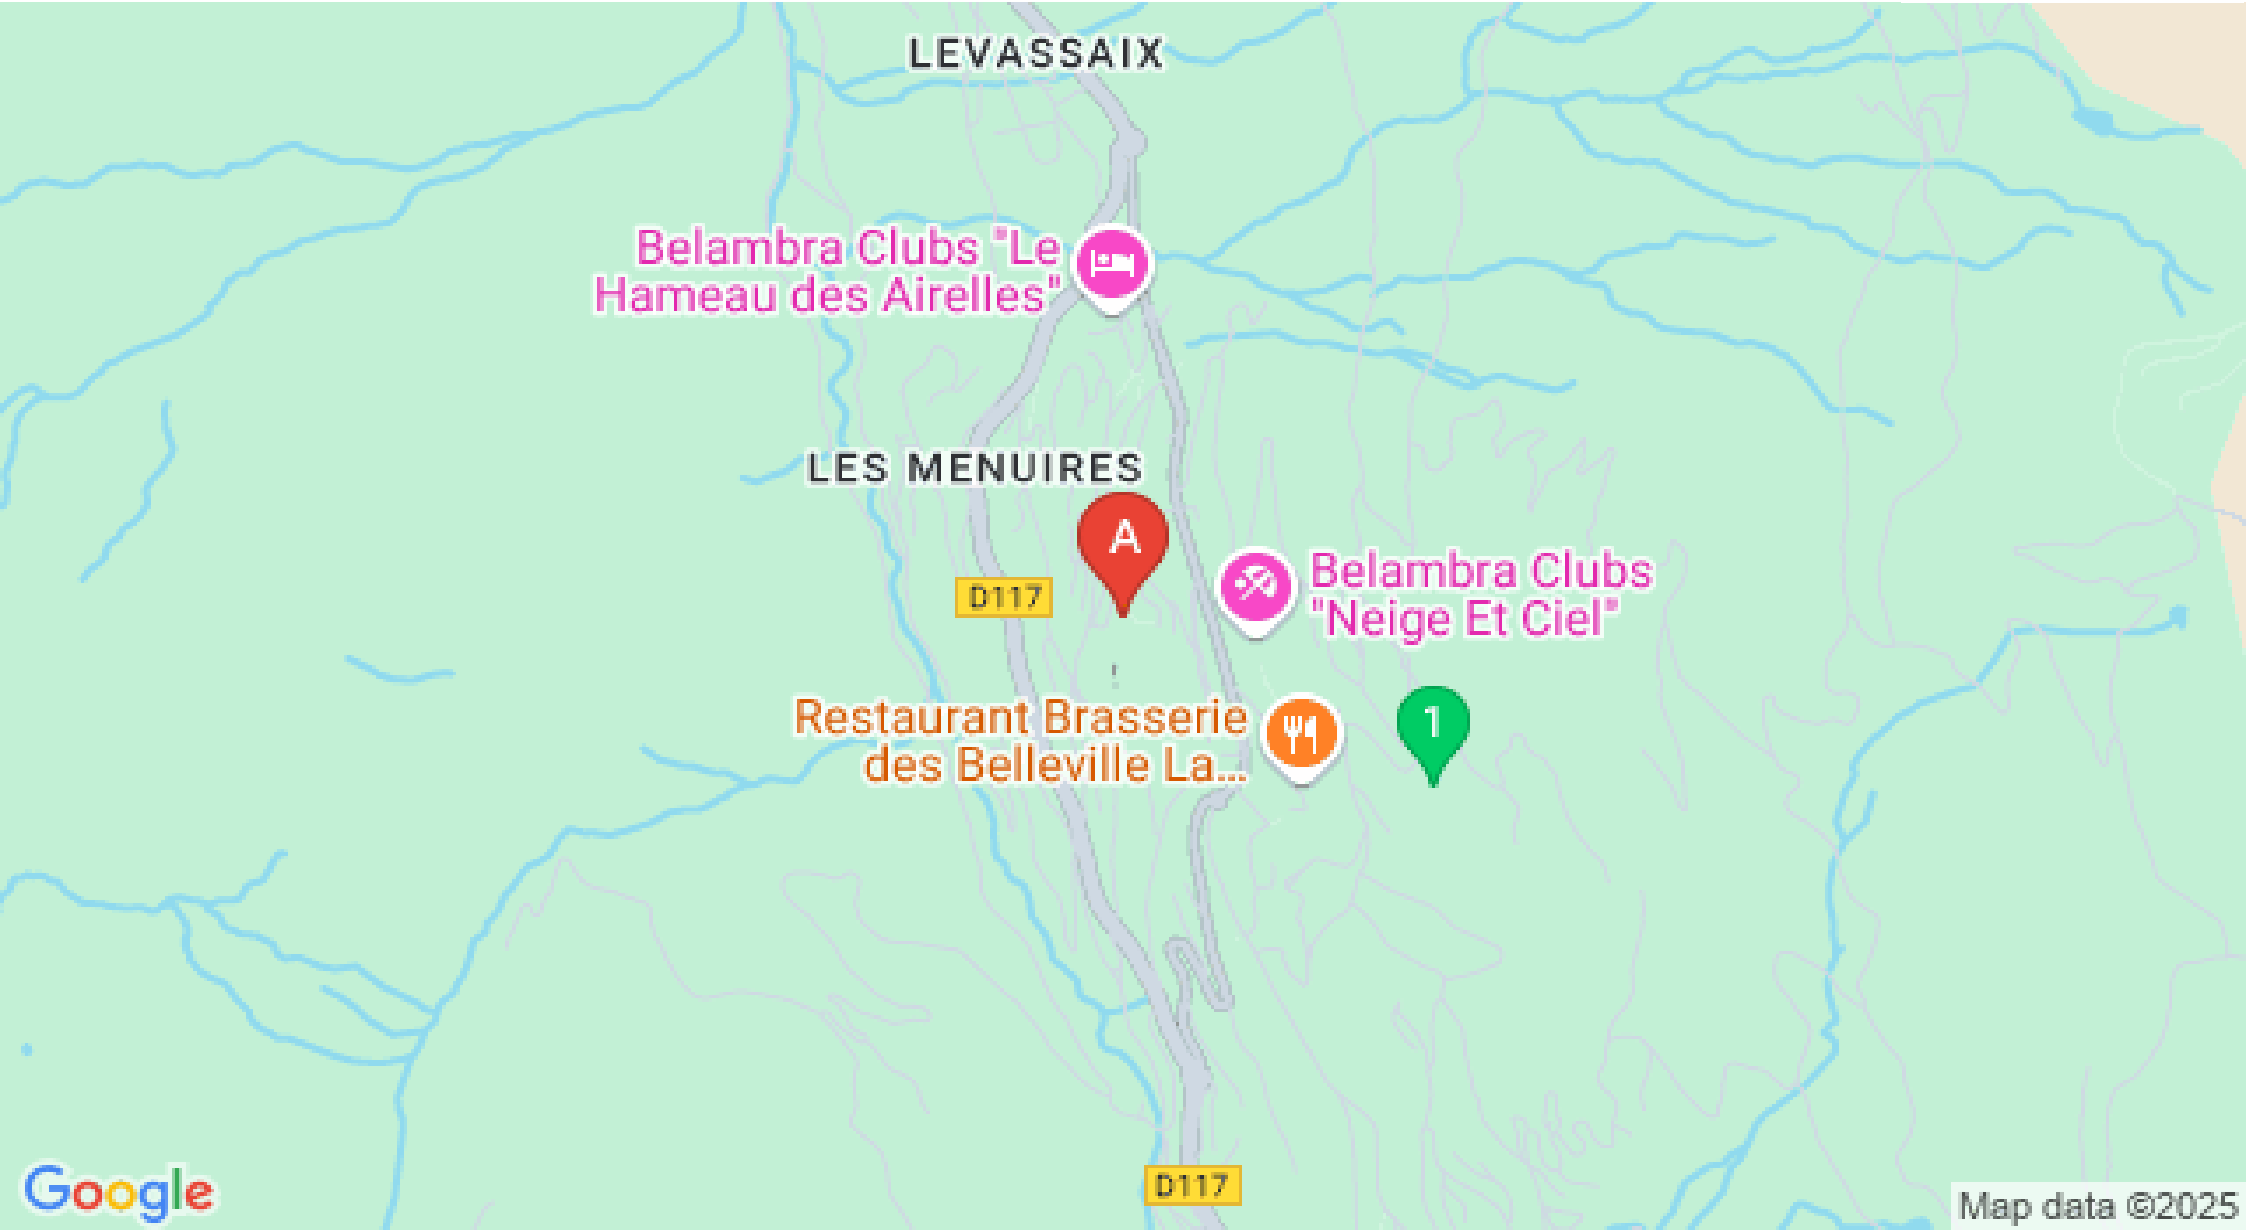 LEVASSAIX
Belambra Clubs "Le
Hameau des Airelles"
LES MENUIRES
A
Belambra Clubs
"Neige Et Ciel"
D117
Restaurant Brasserie
des Belleville La...
1
D117
Google
Map data ©2025